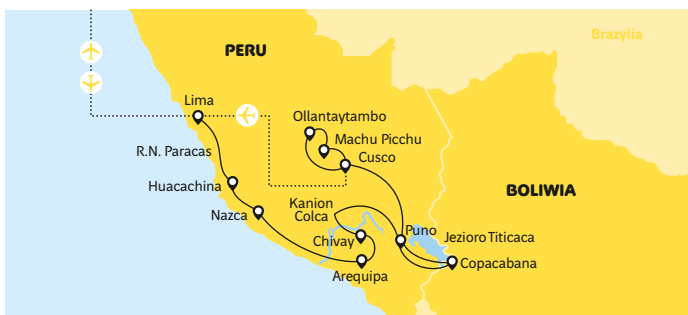 Brazylia
PERU
Lima
Ollantaytambo
Machu Picchu
R.N. Paracas
Cusco
Huacachina
BOLIWIA
Kanion
Colca
Nazca
Puno
Jezioro Titicaca
Chivay
Copacabana
Arequipa